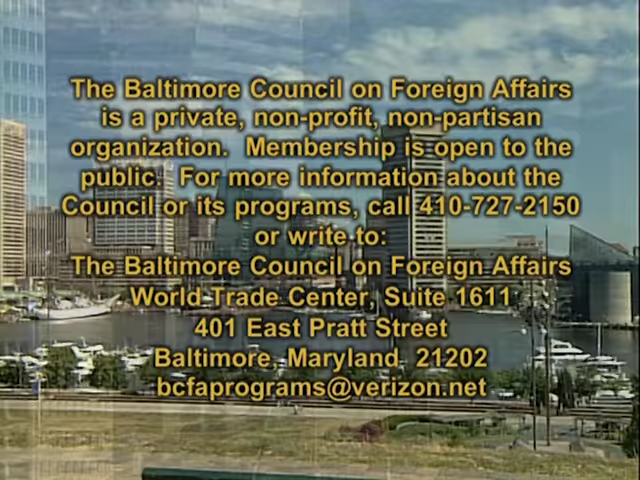 The Baltimore Council on Foreign Affairs
is a private, non-profit, non-partisan
organization.  Membership is open to the
public.  For more information about the
Council or its programs, call 410-727-2150
or write to:
The Baltimore Council on Foreign Affairs
World Trade Center, Suite 1611
401 East Pratt Street
Baltimore, Maryland  21202
bcfaprograms@verizon.net